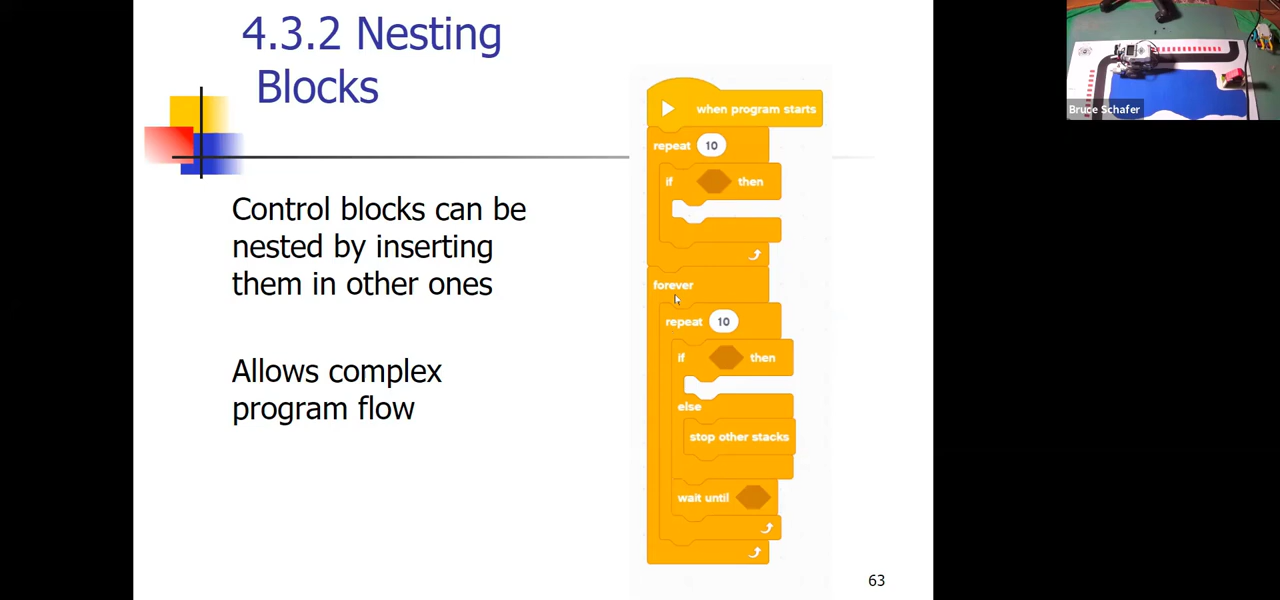 4.3.2 Nesting
Blocks
Control blocks can be
nested by inserting
them in other ones
Allows complex
program flow
when program starts
repeat 10
if then
forever
repeat 10
if then
else
stop other stacks
wait until
63
Bruce Schafer